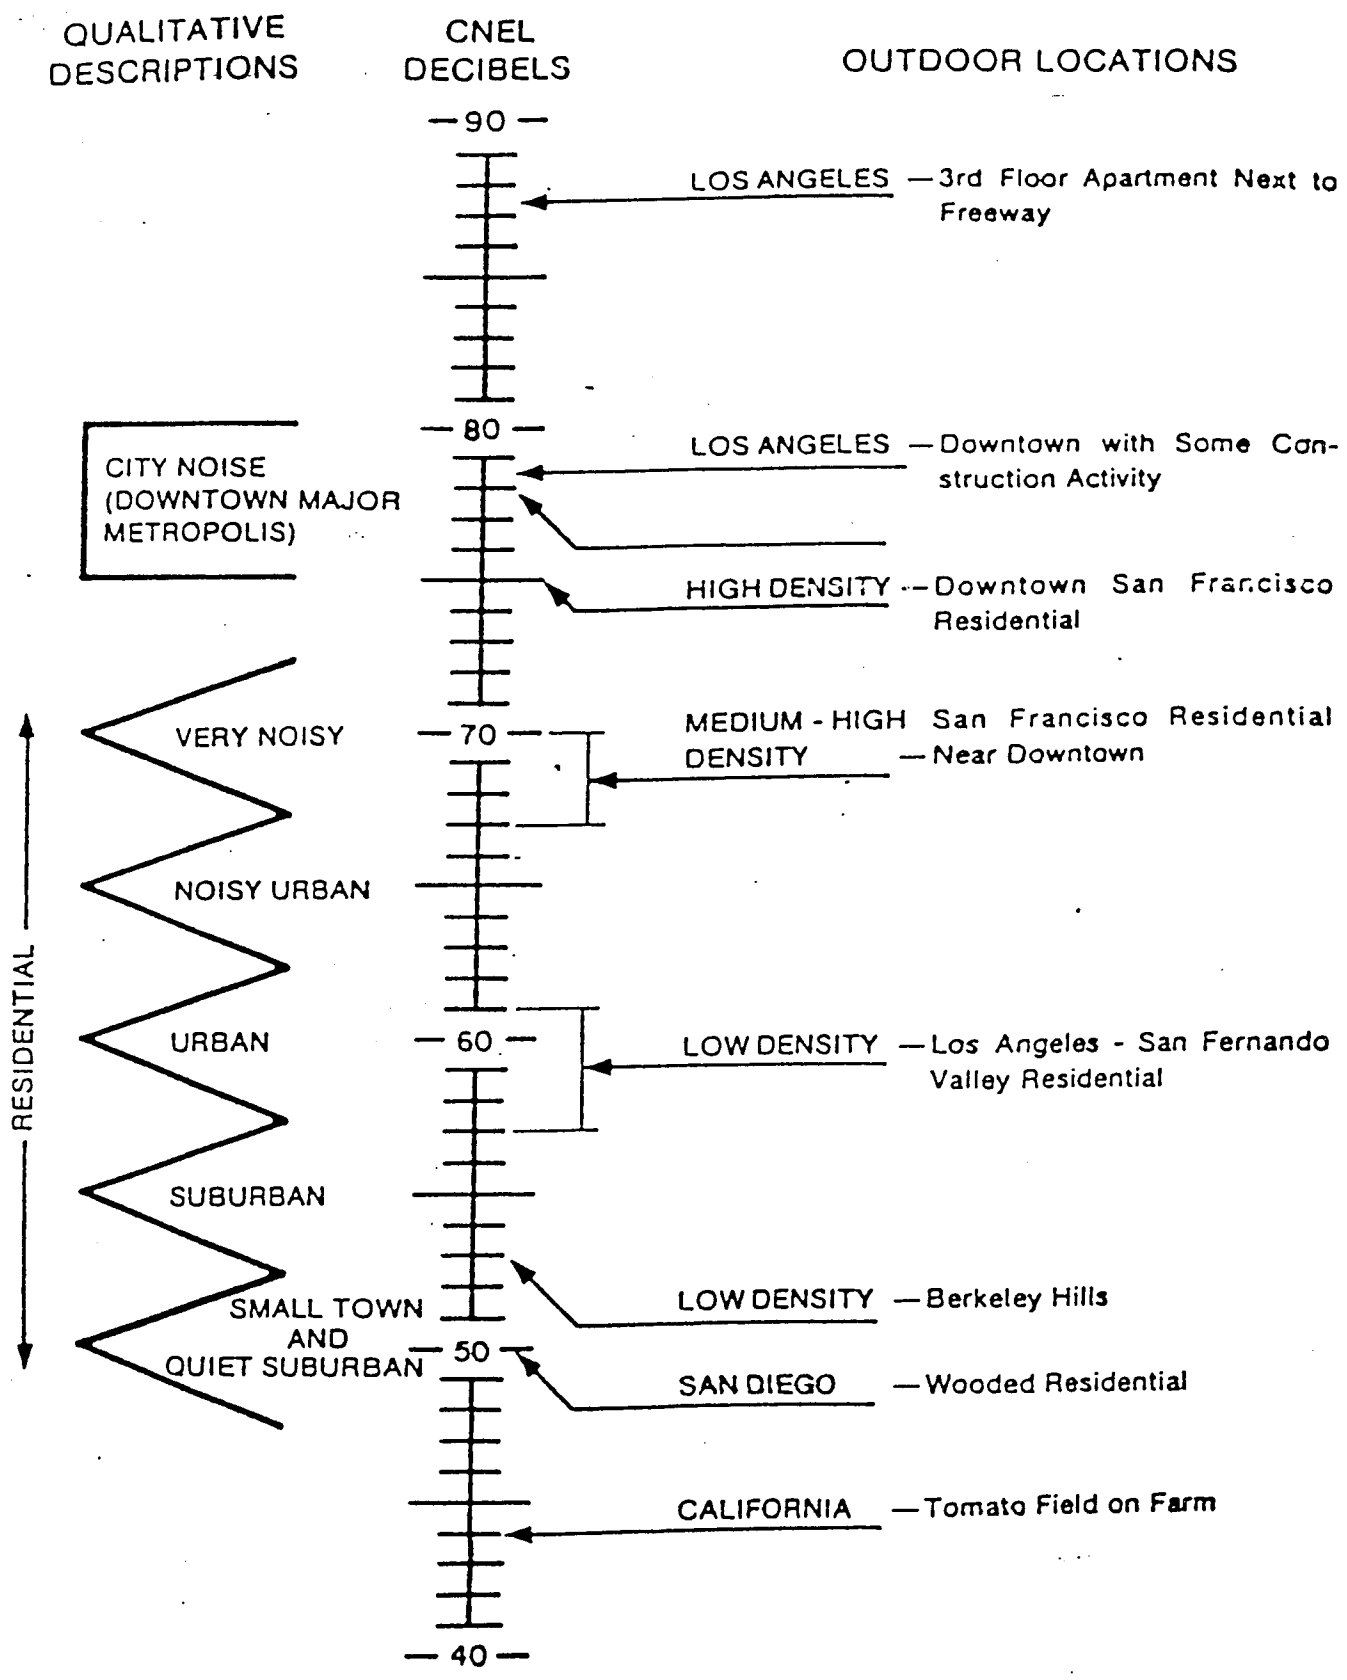 QUALITATIVE
DESCRIPTIONS
CNEL
DECIBELS
OUTDOOR LOCATIONS
90
LOS ANGELES — 3rd Floor Apartment Next to
Freeway
80
LOS ANGELES — Downtown with Some Con-
struction Activity
CITY NOISE
(DOWNTOWN MAJOR
METROPOLIS)
HIGH DENSITY — Downtown San Francisco
Residential
VERY NOISY
70
MEDIUM - HIGH San Francisco Residential
DENSITY — Near Downtown
NOISY URBAN
RESIDENTIAL
URBAN
60
LOW DENSITY — Los Angeles - San Fernando
Valley Residential
SUBURBAN
LOW DENSITY — Berkeley Hills
SMALL TOWN
AND
QUIET SUBURBAN
50
SAN DIEGO — Wooded Residential
CALIFORNIA — Tomato Field on Farm
40